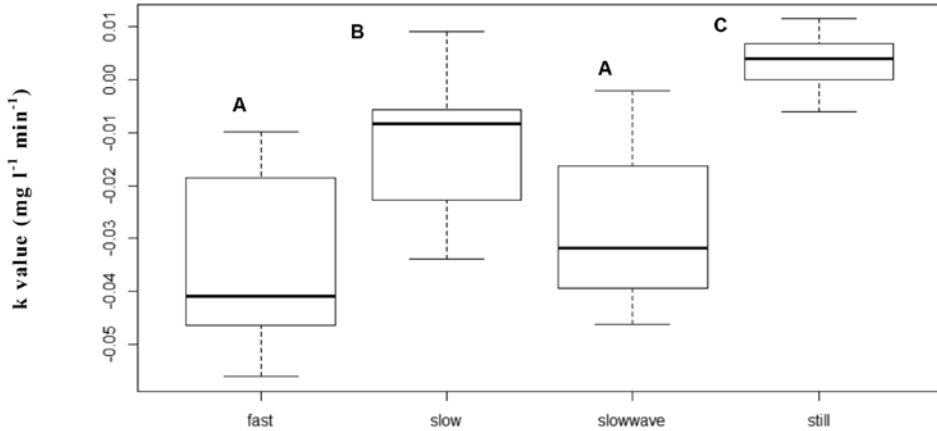 k value (mg l⁻¹ min⁻¹)
0.01
0.00
-0.01
-0.02
-0.03
-0.04
-0.05
A
B
A
C
fast slow slowwave still